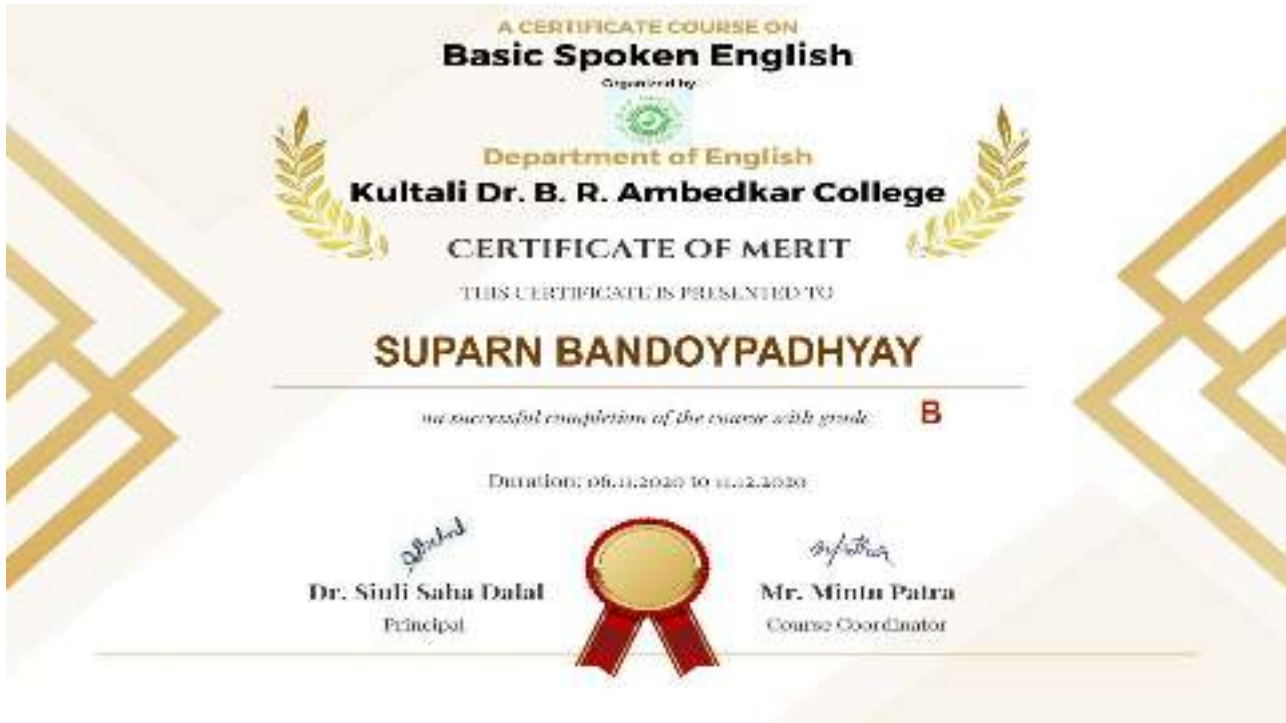 A CERTIFICATE COURSE ON
Basic Spoken English
Organized by
Department of English
Kultali Dr. B. R. Ambedkar College
CERTIFICATE OF MERIT
THIS CERTIFICATE IS PRESENTED TO
SUPARN BANDOYPADHYAY
on successful completion of the course with grade B
Duration: 06.11.2020 to 11.12.2020
Dr. Siuli Saha Dalal Mr. Mintu Patra
Principal Course Coordinator